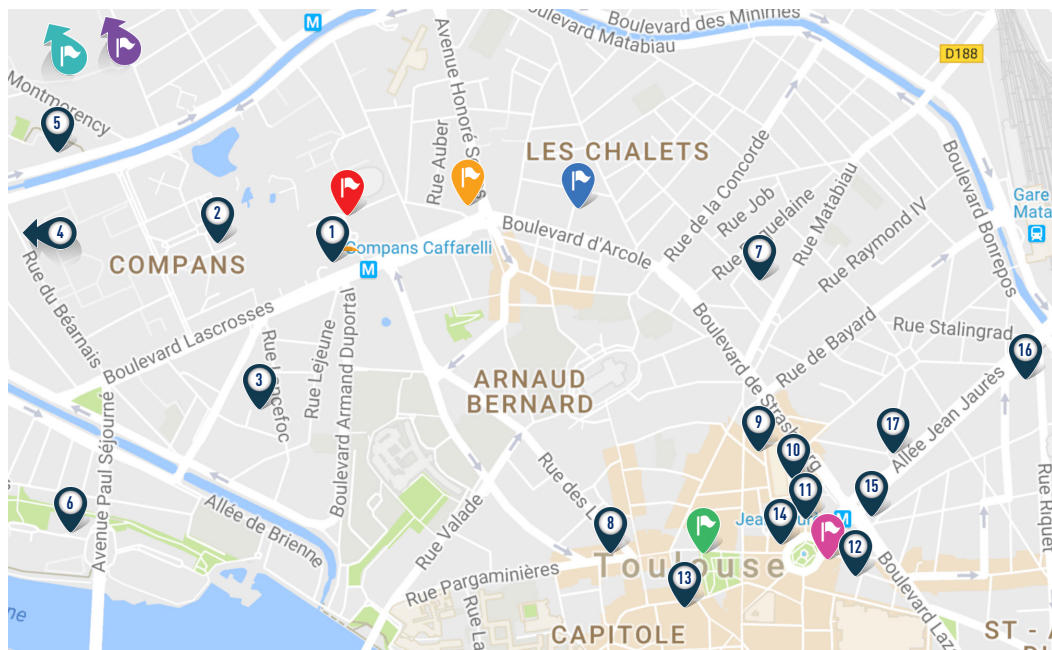 M
Boulevard des Minimes
Boulevard Matabiau
D188
Montmorency
5
Avenue Honoré S
Rue Auber
LES CHALETS
Rue de la Concorde
Boulevard Bonrepos
Gare
Mata
2
4
1
Compans Caffarelli
M
COMPANS
Boulevard d'Arcole
Rue Job
Rue Matabiau
7
Rue Raymond IV
Rue du Béarnais
Boulevard Lascrosses
Rue Lejeune
Boulevard Armand Duportal
3
ARNAUD
BERNARD
Boulevard de Strasbourg
Rue de Bayard
Rue Stalingrad
16
Allée Jean Jaurès
Avenue Paul Séjourné
6
Allée de Brienne
Rue Valade
Rue des L
9
10
17
11
15
8
14
Jea
M
12
Toulouse
13
Rue Pargaminières
Rue La
CAPITOLE
Boulevard Laz
Rue Riquet
ST - A
ne